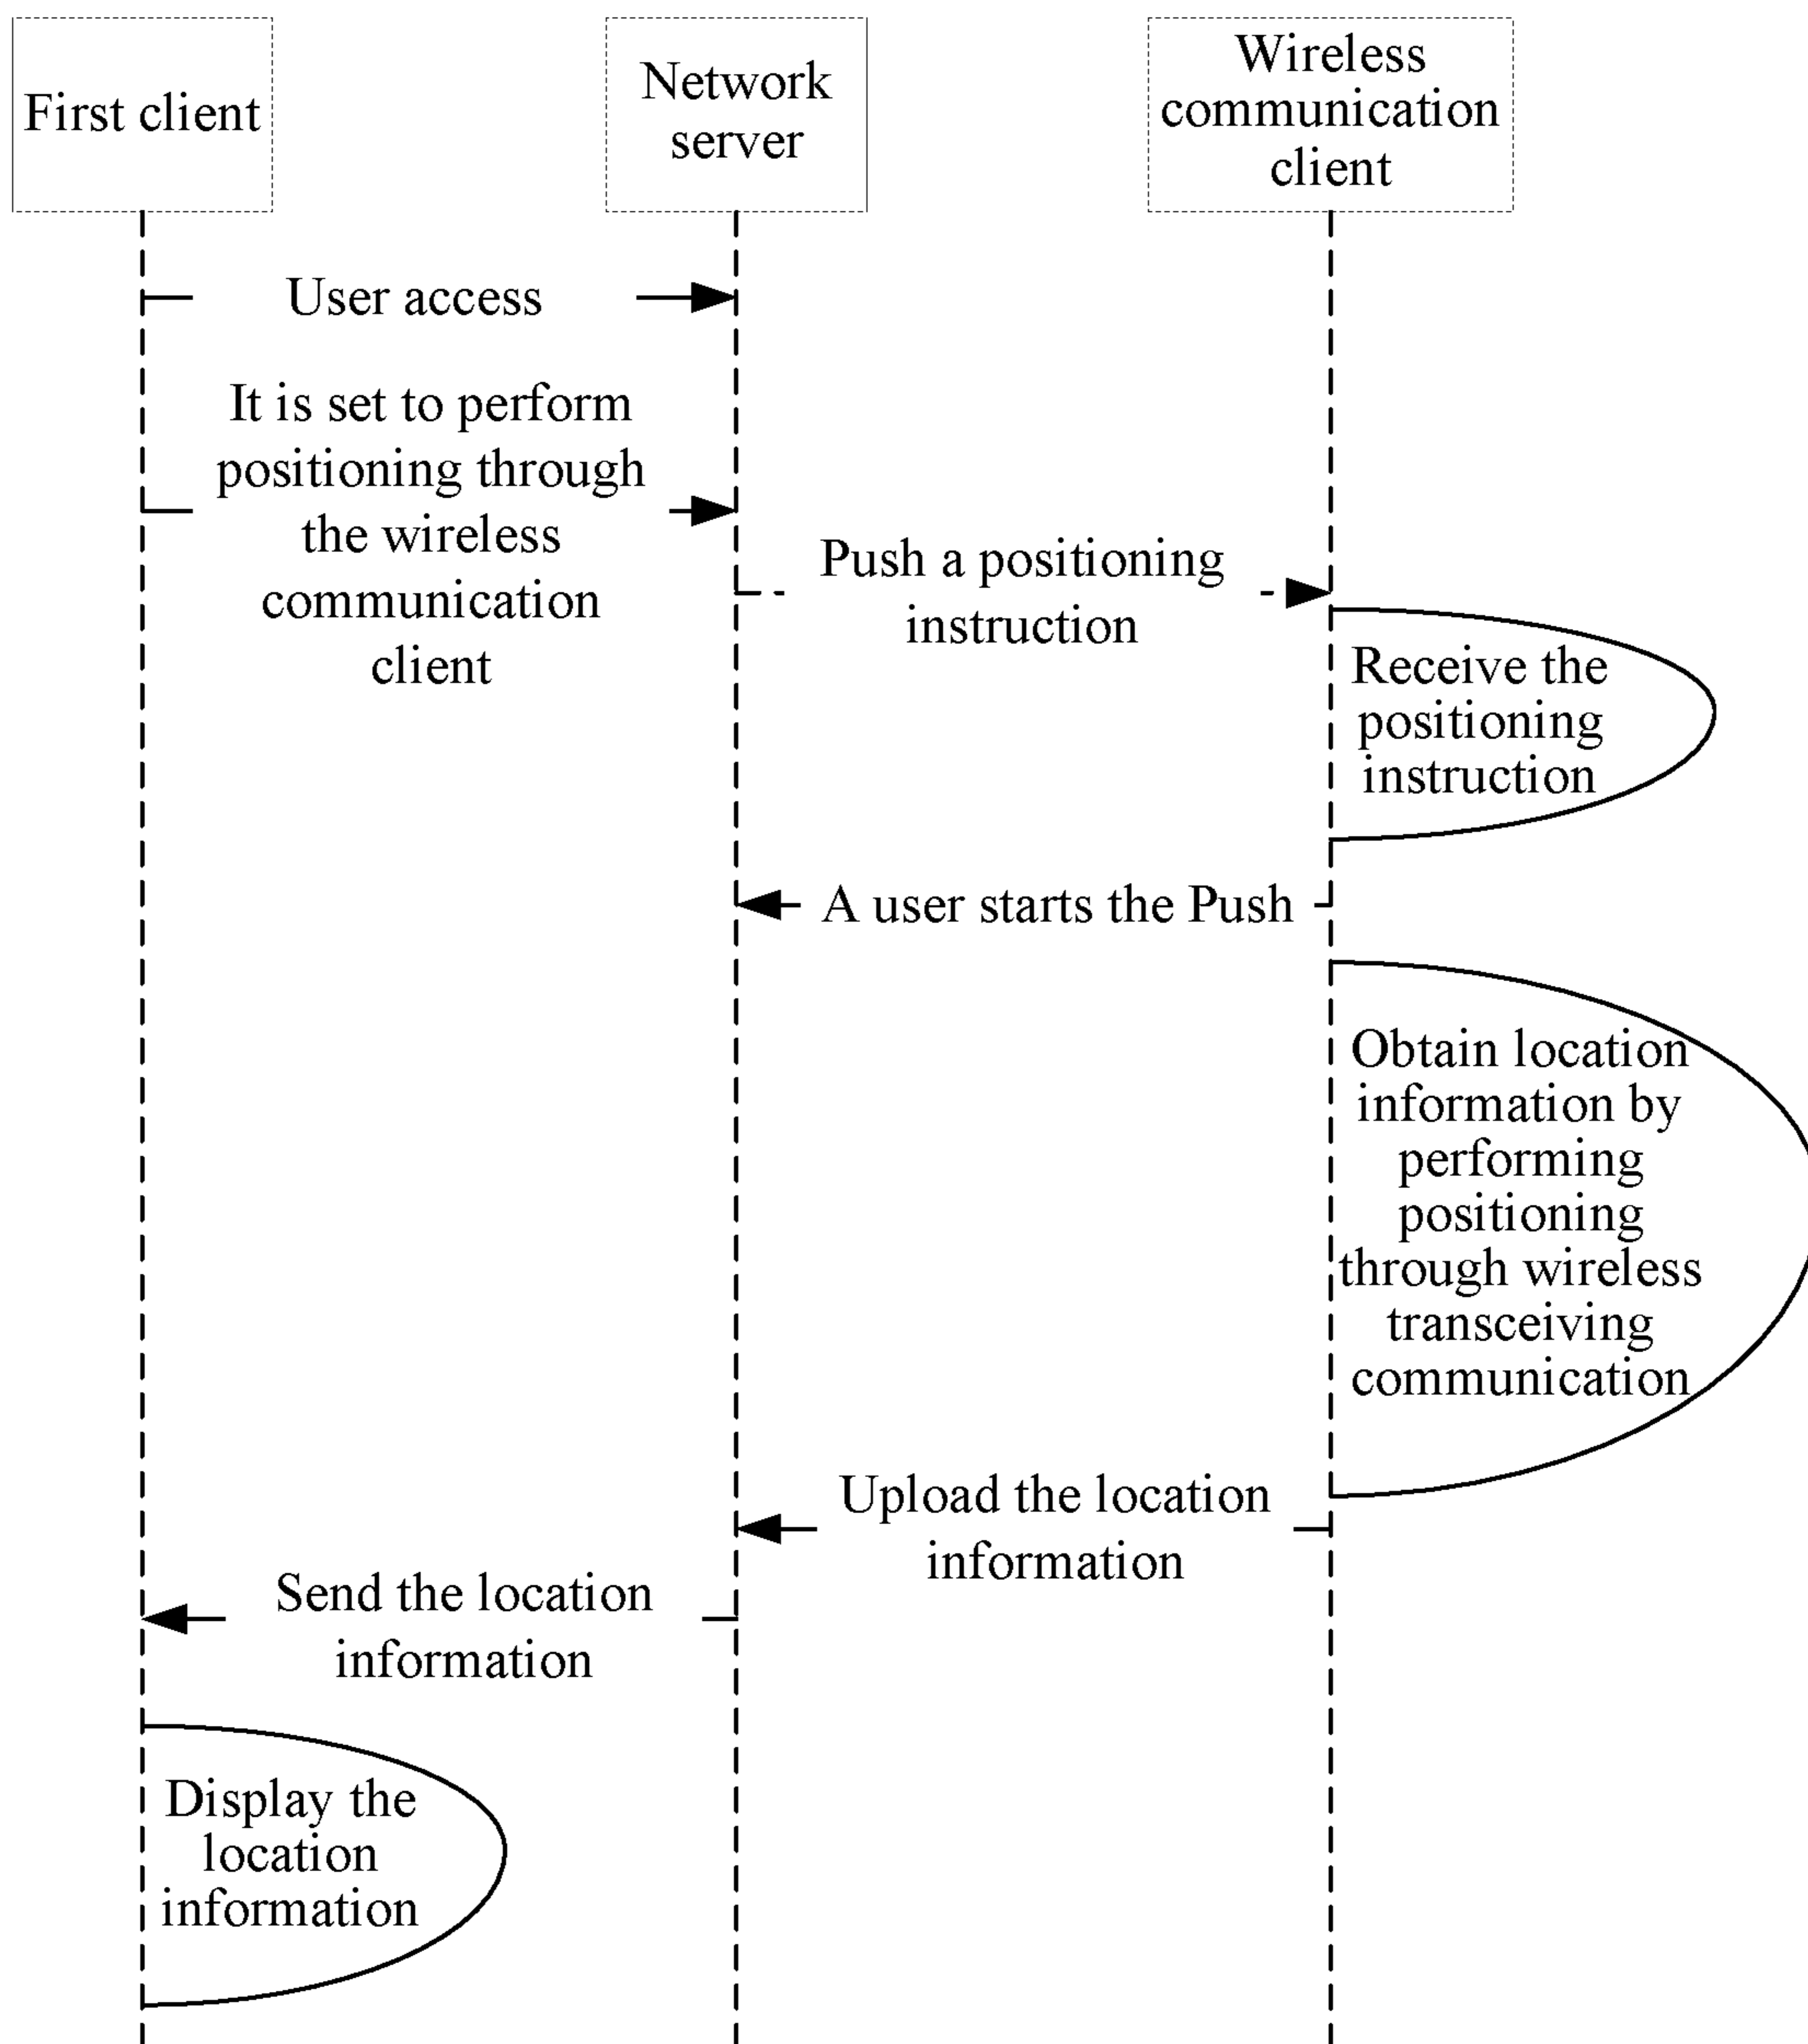 First client
Network
server
Wireless
communication
client
User access
It is set to perform
positioning through
the wireless
communication
client
Push a positioning
instruction
Receive the
positioning
instruction
A user starts the Push
Obtain location
information by
performing
positioning
through wireless
transceiving
communication
Upload the location
information
Send the location
information
Display the
location
information